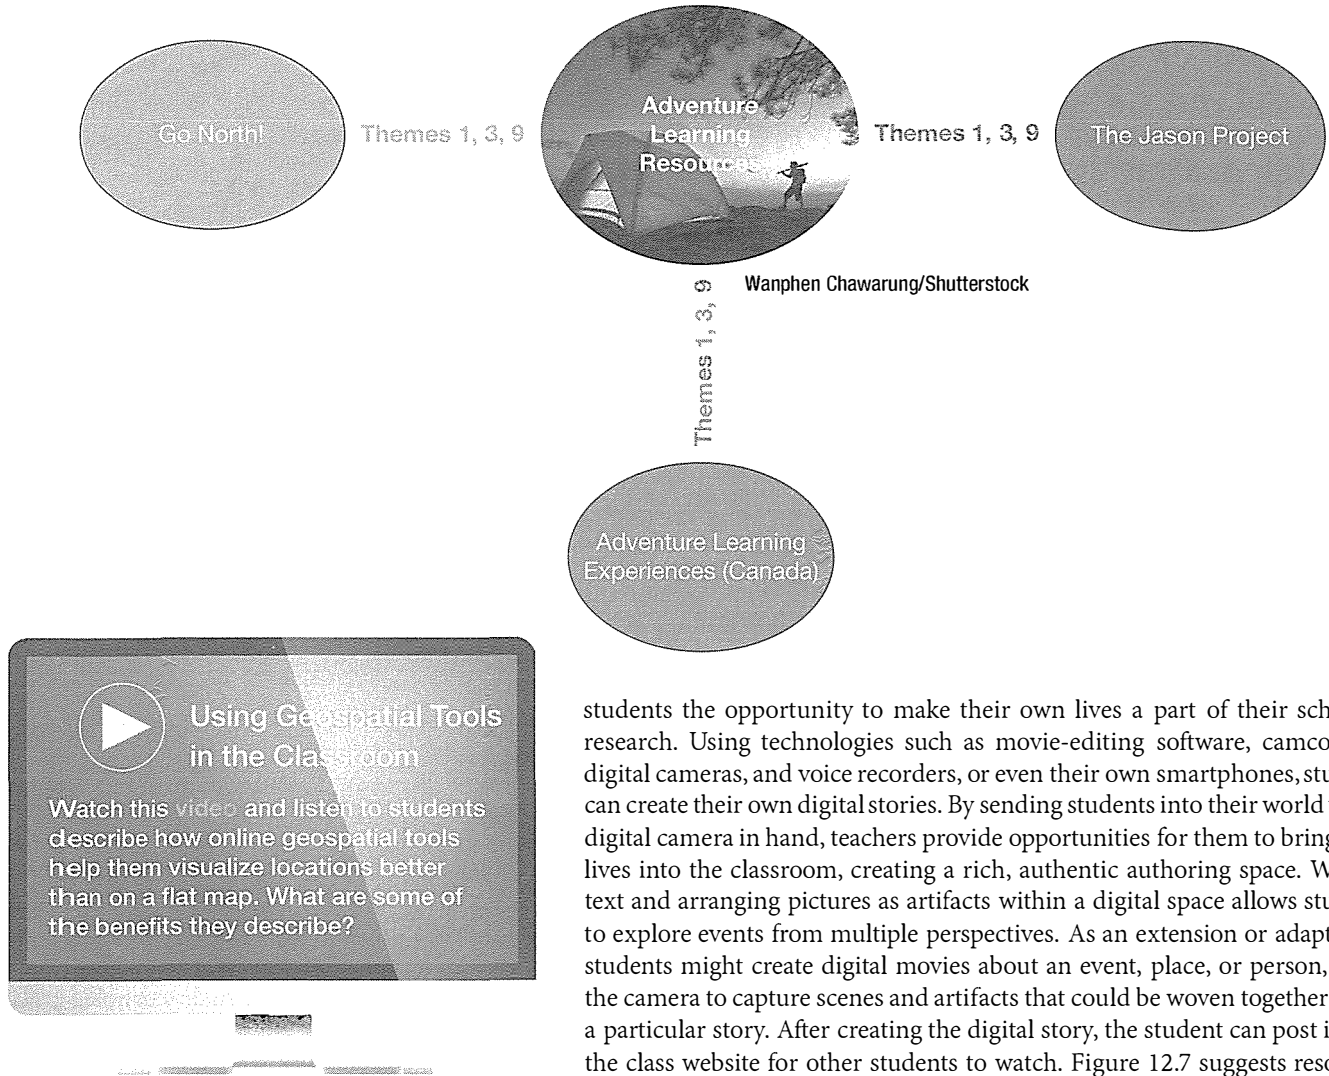 Go North!
Themes 1, 3, 9
Adventure
Learning
Resources
Themes 1, 3, 9
The Jason Project
Wanphen Chawarung/Shutterstock
Themes 1, 3, 9
Adventure Learning
Experiences (Canada)
Using Geospatial Tools
in the Classroom
Watch this video and listen to students
describe how online geospatial tools
help them visualize locations better
than on a flat map. What are some of
the benefits they describe?
students the opportunity to make their own lives a part of their sch
research. Using technologies such as movie-editing software, camco
digital cameras, and voice recorders, or even their own smartphones, stu
can create their own digital stories. By sending students into their world
digital camera in hand, teachers provide opportunities for them to bring
lives into the classroom, creating a rich, authentic authoring space. W
text and arranging pictures as artifacts within a digital space allows stu
to explore events from multiple perspectives. As an extension or adapt
students might create digital movies about an event, place, or person,
the camera to capture scenes and artifacts that could be woven together
a particular story. After creating the digital story, the student can post i
the class website for other students to watch. Figure 12.7 suggests reso